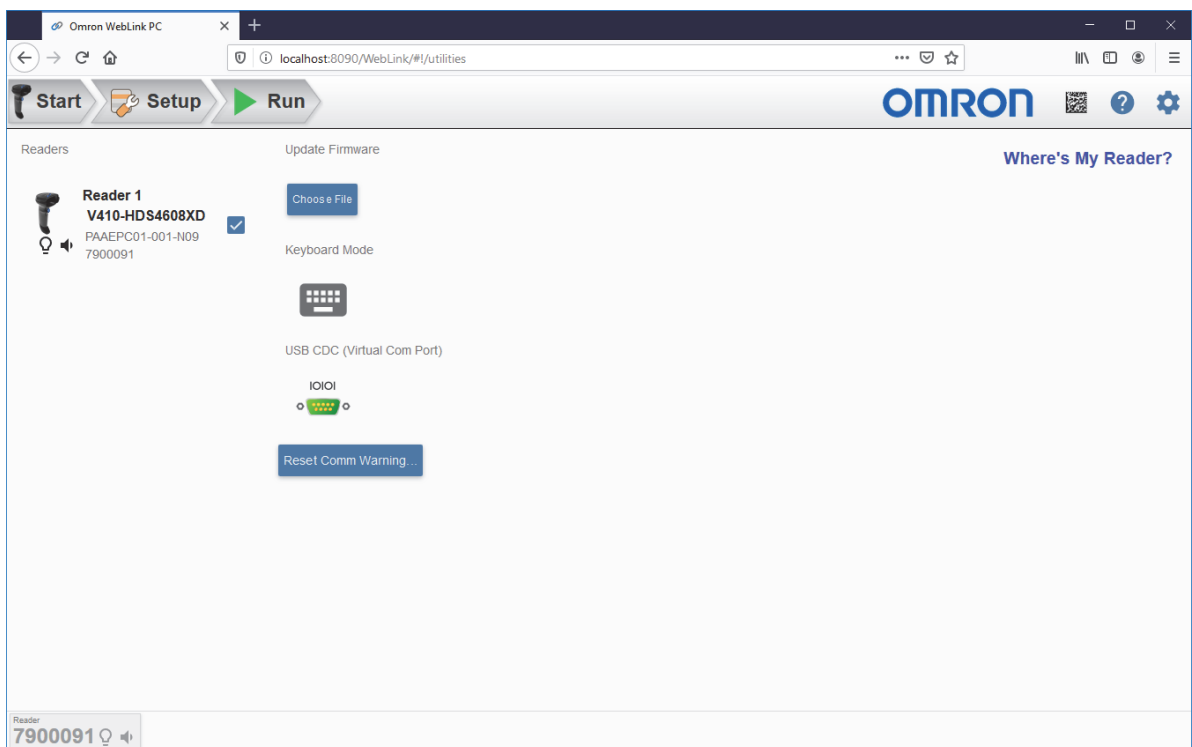 Omron WebLink PC
localhost:8090/WebLink/#!/utilities
Start
Setup
Run
OMRON
Readers
Update Firmware
Where's My Reader?
Reader 1
V410-HDS4608XD
PAAEPC01-001-N09
7900091
Choose File
Keyboard Mode
USB CDC (Virtual Com Port)
IOIOI
Reset Comm Warning...
Reader
7900091